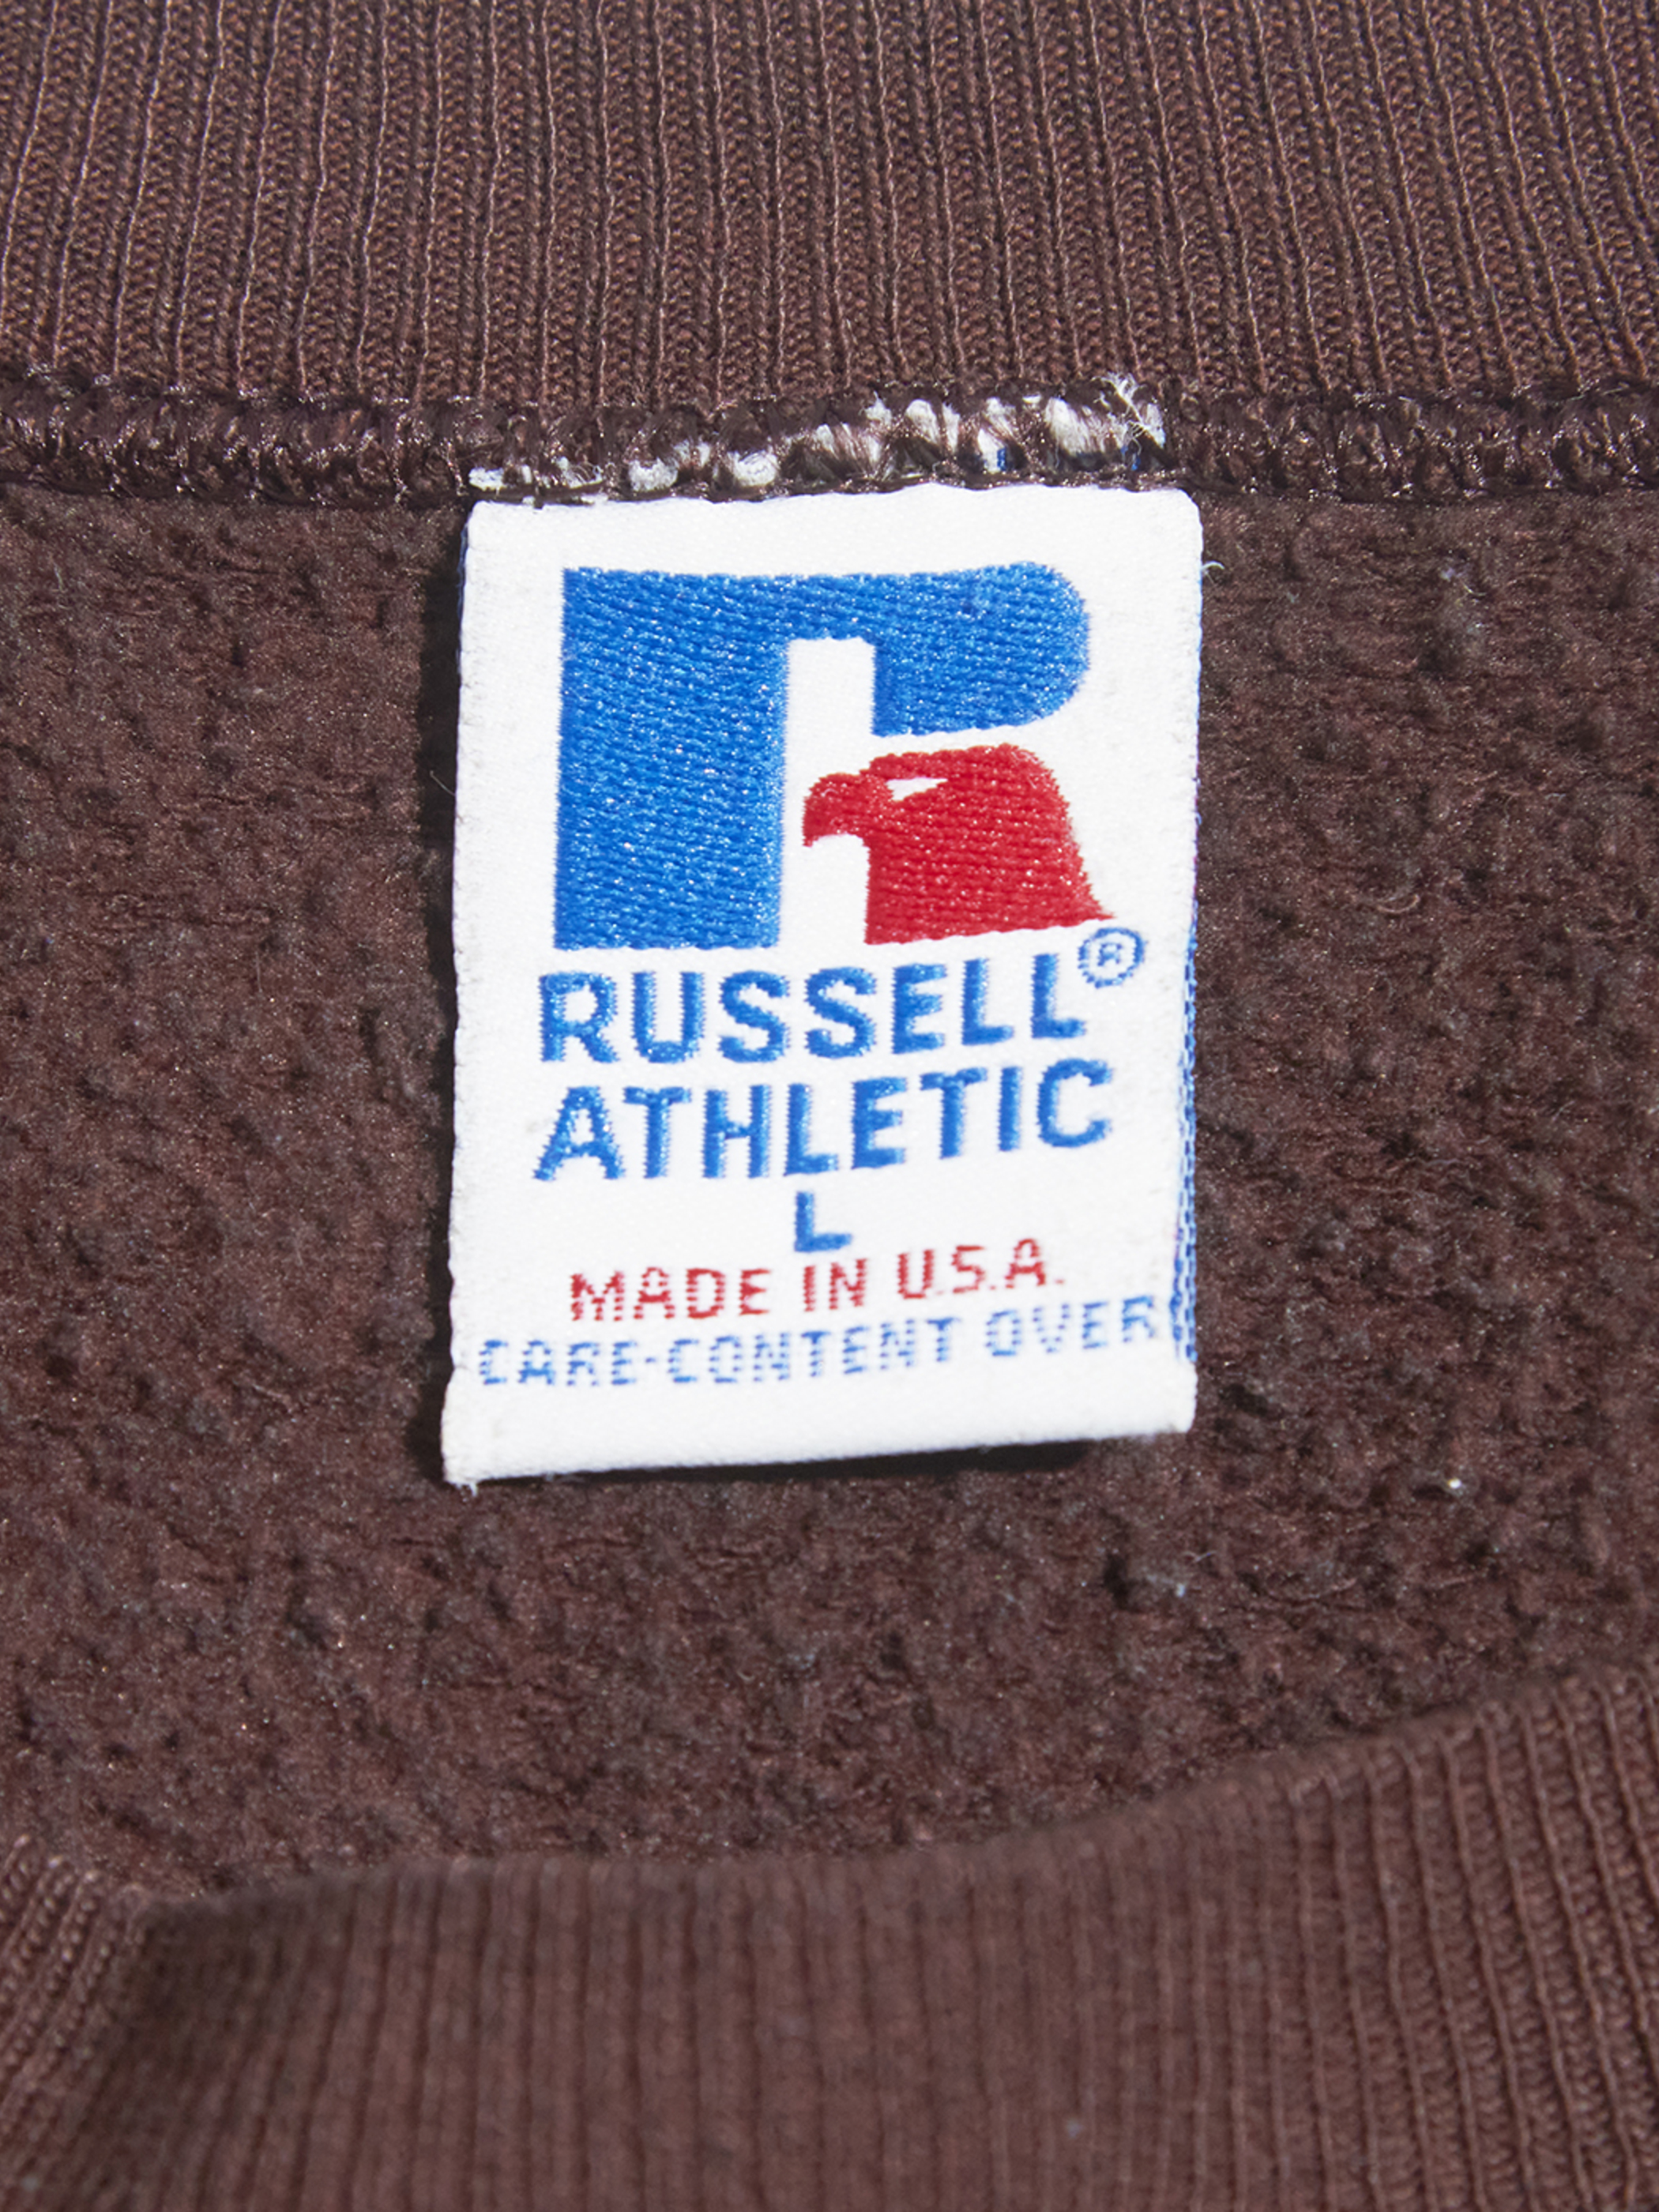 RUSSELL®
ATHLETIC
L
MADE IN U.S.A.
CARE-CONTENT OVER